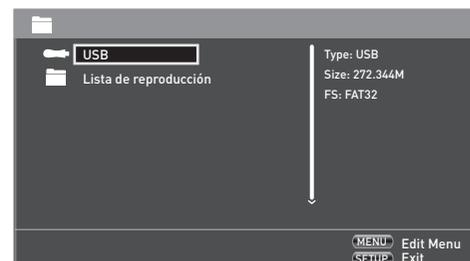 USB
Type: USB
Lista de reproducción
Size: 272.344M
FS: FAT32
MENU Edit Menu
SETUP Exit